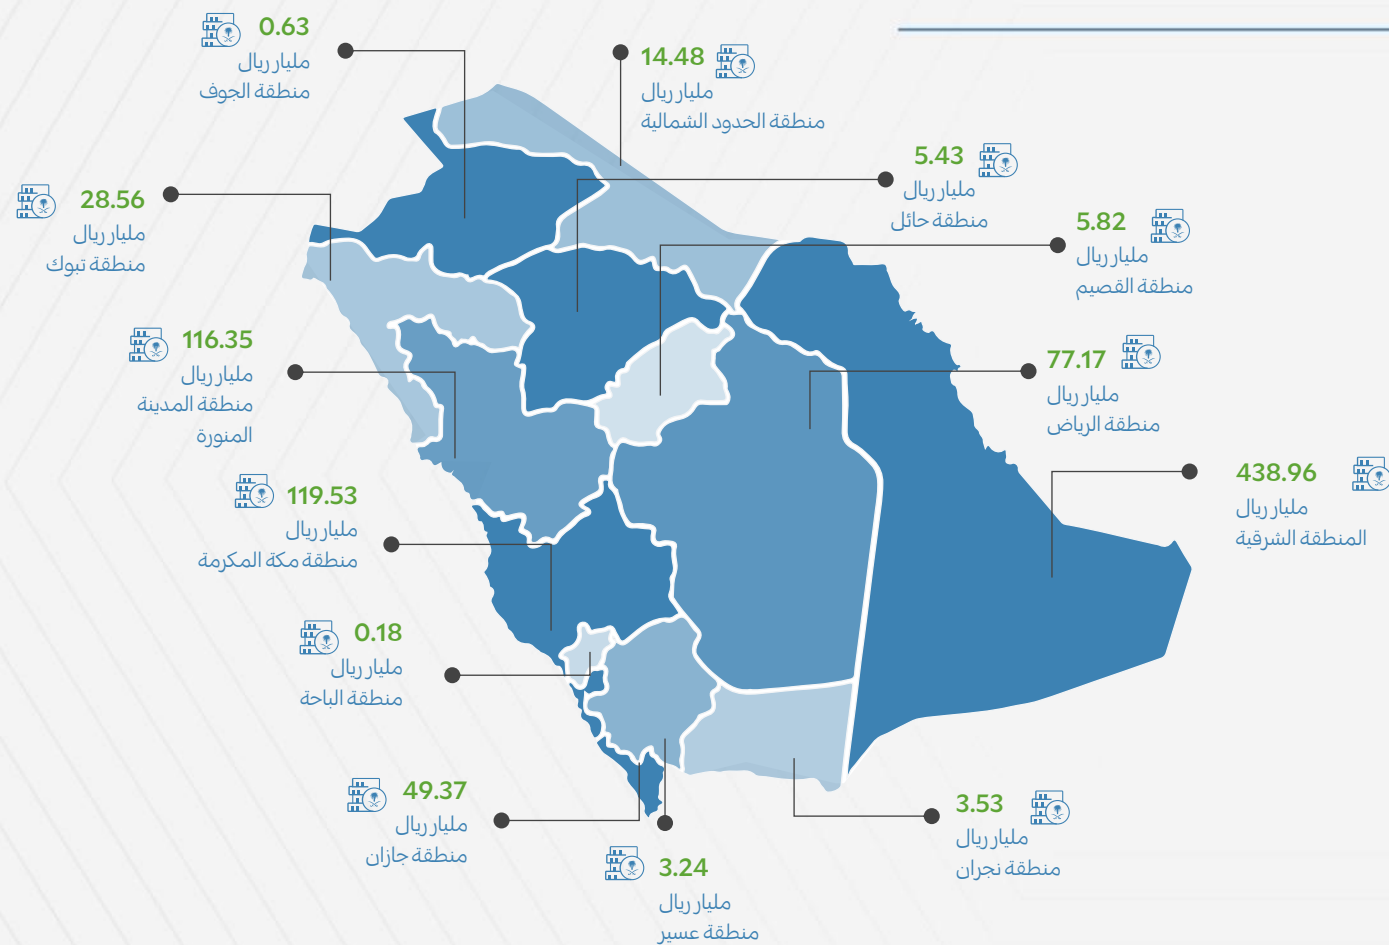 0.63
مليار ريال
منطقة الجوف
14.48
مليار ريال
منطقة الحدود الشمالية
5.43
مليار ريال
منطقة حائل
28.56
مليار ريال
منطقة تبوك
5.82
مليار ريال
منطقة القصيم
116.35
مليار ريال
منطقة المدينة
المنورة
77.17
مليار ريال
منطقة الرياض
438.96
مليار ريال
المنطقة الشرقية
119.53
مليار ريال
منطقة مكة المكرمة
0.18
مليار ريال
منطقة الباحة
49.37
مليار ريال
منطقة جازان
3.24
مليار ريال
منطقة عسير
3.53
مليار ريال
منطقة نجران